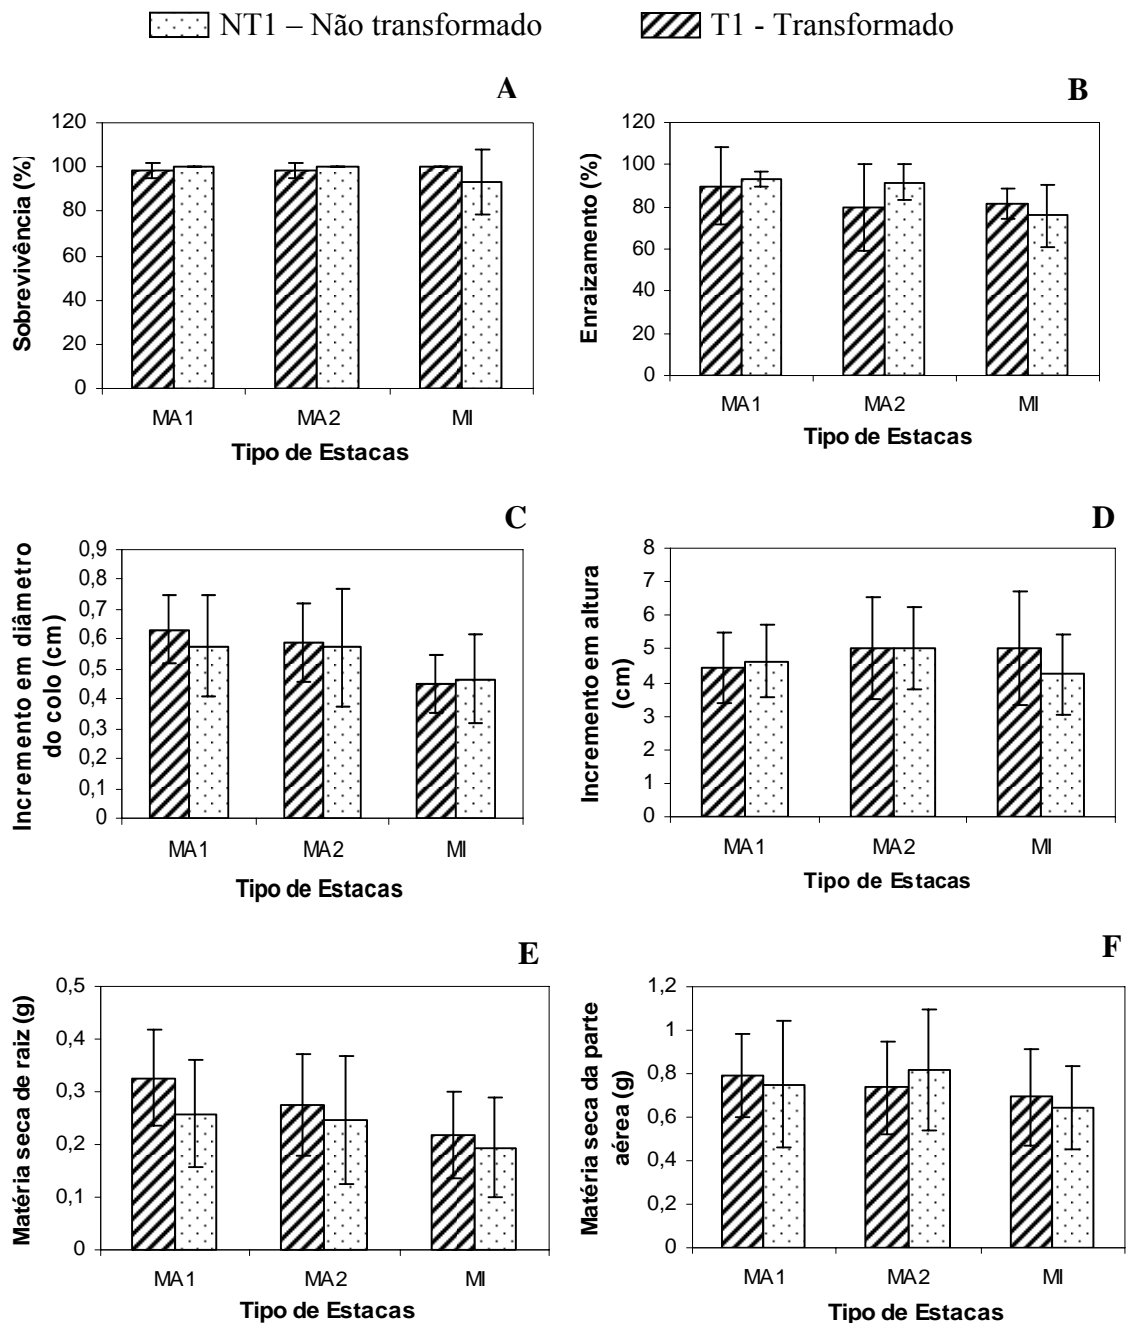 NT1 – Não transformado
T1 - Transformado
A
Sobrevivência (%)
120
100
80
60
40
20
0
MA1
MA2
MI
Tipo de Estacas
B
Enraizamento (%)
120
100
80
60
40
20
0
MA1
MA2
MI
Tipo de Estacas
C
Incremento em diâmetro
do colo (cm)
0,9
0,8
0,7
0,6
0,5
0,4
0,3
0,2
0,1
0
MA1
MA2
MI
Tipo de Estacas
D
Incremento em altura
(cm)
8
7
6
5
4
3
2
1
0
MA1
MA2
MI
Tipo de Estacas
E
Matéria seca de raiz (g)
0,5
0,4
0,3
0,2
0,1
0
MA1
MA2
MI
Tipo de Estacas
F
Matéria seca da parte
aérea (g)
1,2
1
0,8
0,6
0,4
0,2
0
MA1
MA2
MI
Tipo de Estacas